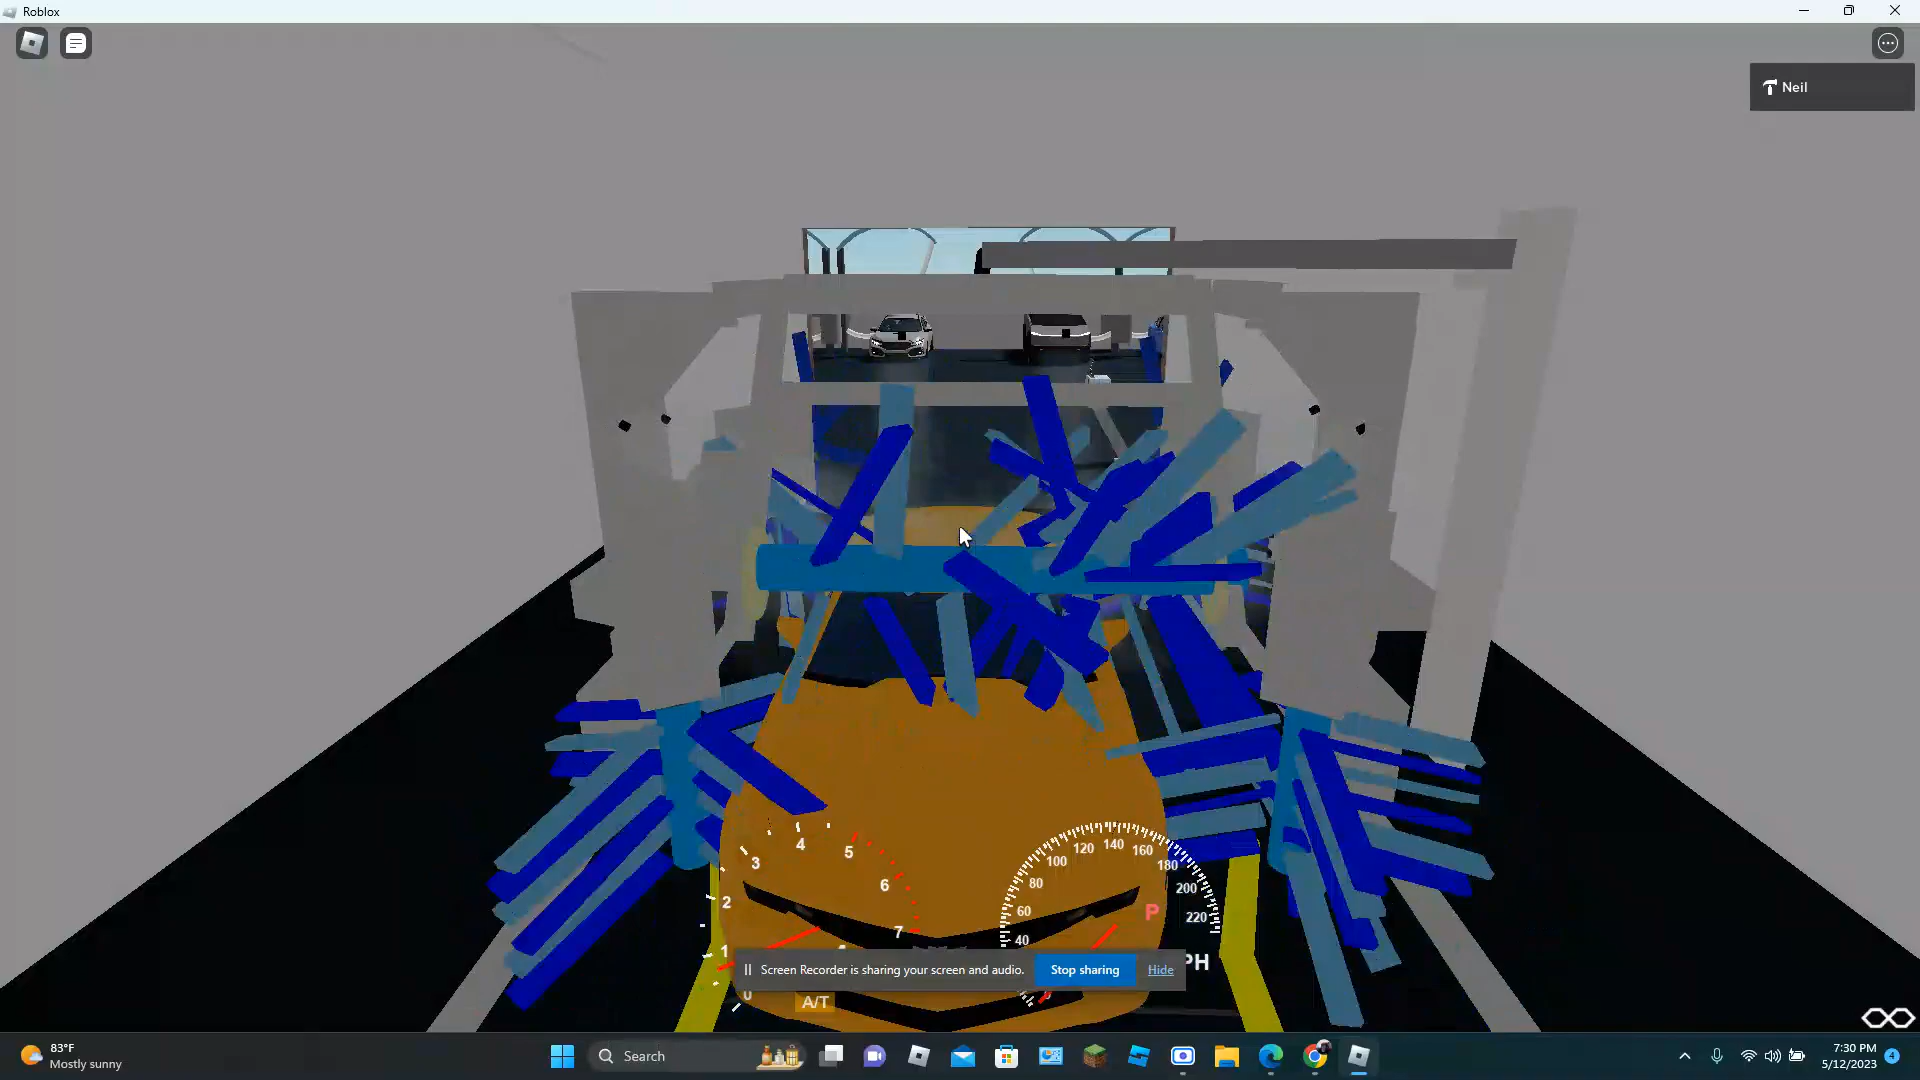 Roblox
Neil
3
4
5
6
7
2
1
0
A/T
40
60
80
100
120
140
160
180
200
220
P
PH
Screen Recorder is sharing your screen and audio.
Stop sharing
Hide
83°F
Mostly sunny
Search
7:30 PM
5/12/2023
4